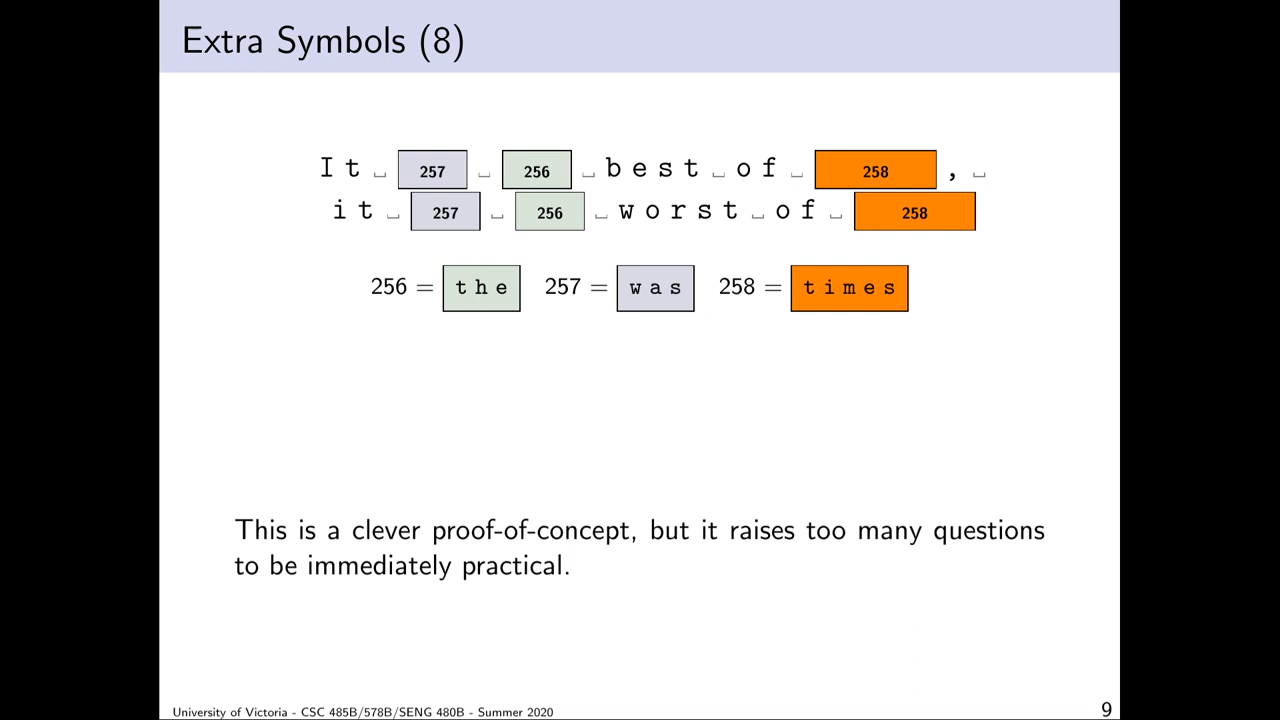 Extra Symbols (8)
I t ␣ 257 ␣ 256 ␣ b e s t ␣ o f ␣ 258 , ␣
i t ␣ 257 ␣ 256 ␣ w o r s t ␣ o f ␣ 258
256 = t h e 257 = w a s 258 = t i m e s
This is a clever proof-of-concept, but it raises too many questions
to be immediately practical.
University of Victoria - CSC 485B/578B/SENG 480B - Summer 2020
9